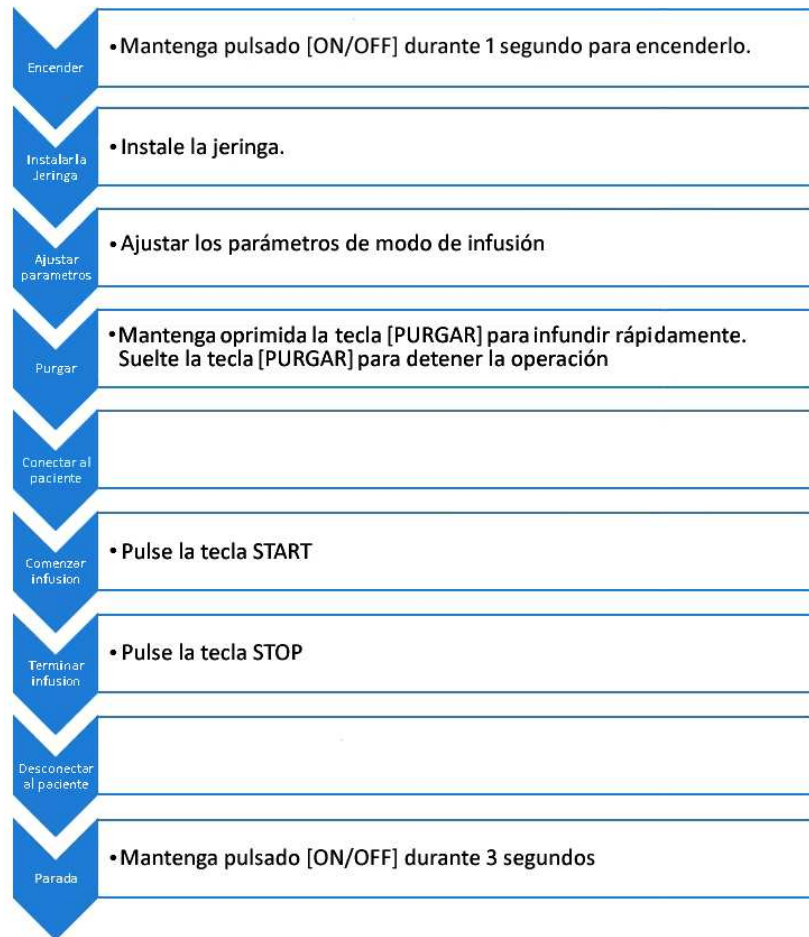 Encender
• Mantenga pulsado [ON/OFF] durante 1 segundo para encenderlo.
Instalar la
Jeringa
• Instale la jeringa.
Ajustar
parametros
• Ajustar los parámetros de modo de infusión
Purgar
• Mantenga oprimida la tecla [PURGAR] para infundir rápidamente.
Suelte la tecla [PURGAR] para detener la operación
Conectar al
paciente
Comenzar
infusion
• Pulse la tecla START
Terminar
infusion
• Pulse la tecla STOP
Desconectar
al paciente
Parada
• Mantenga pulsado [ON/OFF] durante 3 segundos